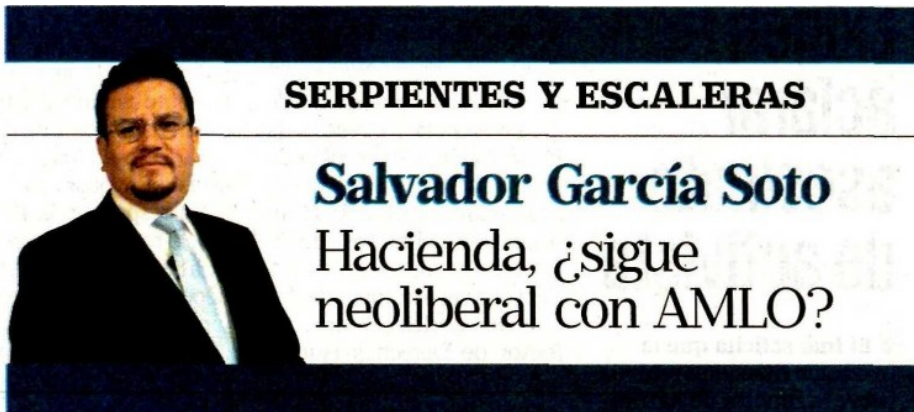 SERPIENTES Y ESCALERAS
Salvador García Soto
Hacienda, ¿sigue
neoliberal con AMLO?